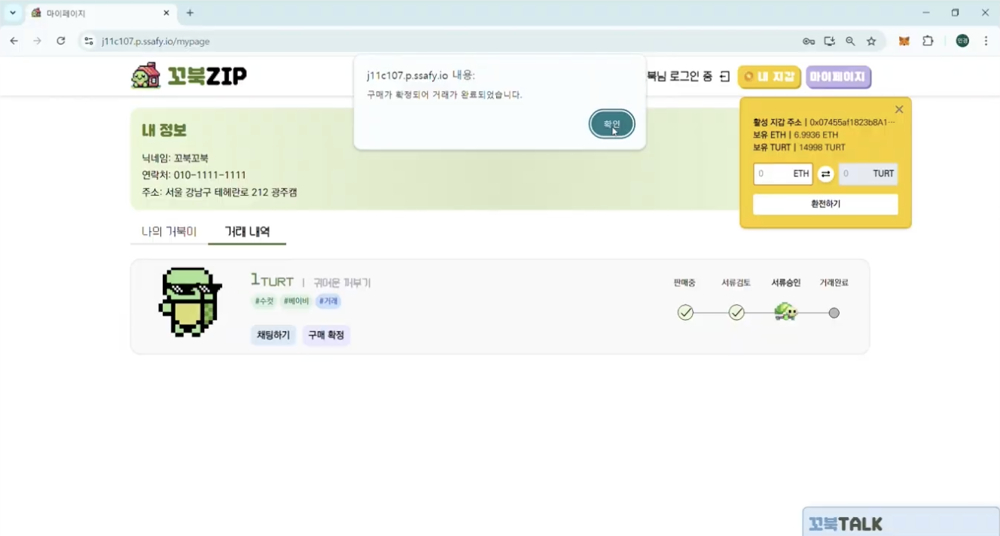 마이페이지
j11c107.p.ssafy.io/mypage
민경
꼬북ZIP
북님 로그인 중
내 지갑
마이페이지
j11c107.p.ssafy.io 내용:
구매가 확정되어 거래가 완료되었습니다.
확인
활성 지갑 주소 | 0x07455af1823b8A1···
보유 ETH | 6.9936 ETH
보유 TURT | 14998 TURT
0 ETH
0 TURT
환전하기
내 정보
닉네임: 꼬북꼬북
연락처: 010-1111-1111
주소: 서울 강남구 테헤란로 212 광주캠
나의 거북이
거래 내역
1TURT | 귀여운 꺼부기
#수컷 #베이비 #거래
채팅하기
구매 확정
판매중
서류검토
서류승인
거래완료
꼬북TALK